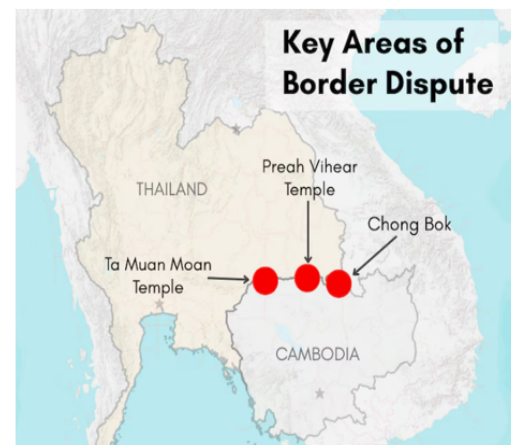 Key Areas of
Border Dispute
Preah Vihear
Temple
THAILAND
Chong Bok
Ta Muan Moan
Temple
CAMBODIA